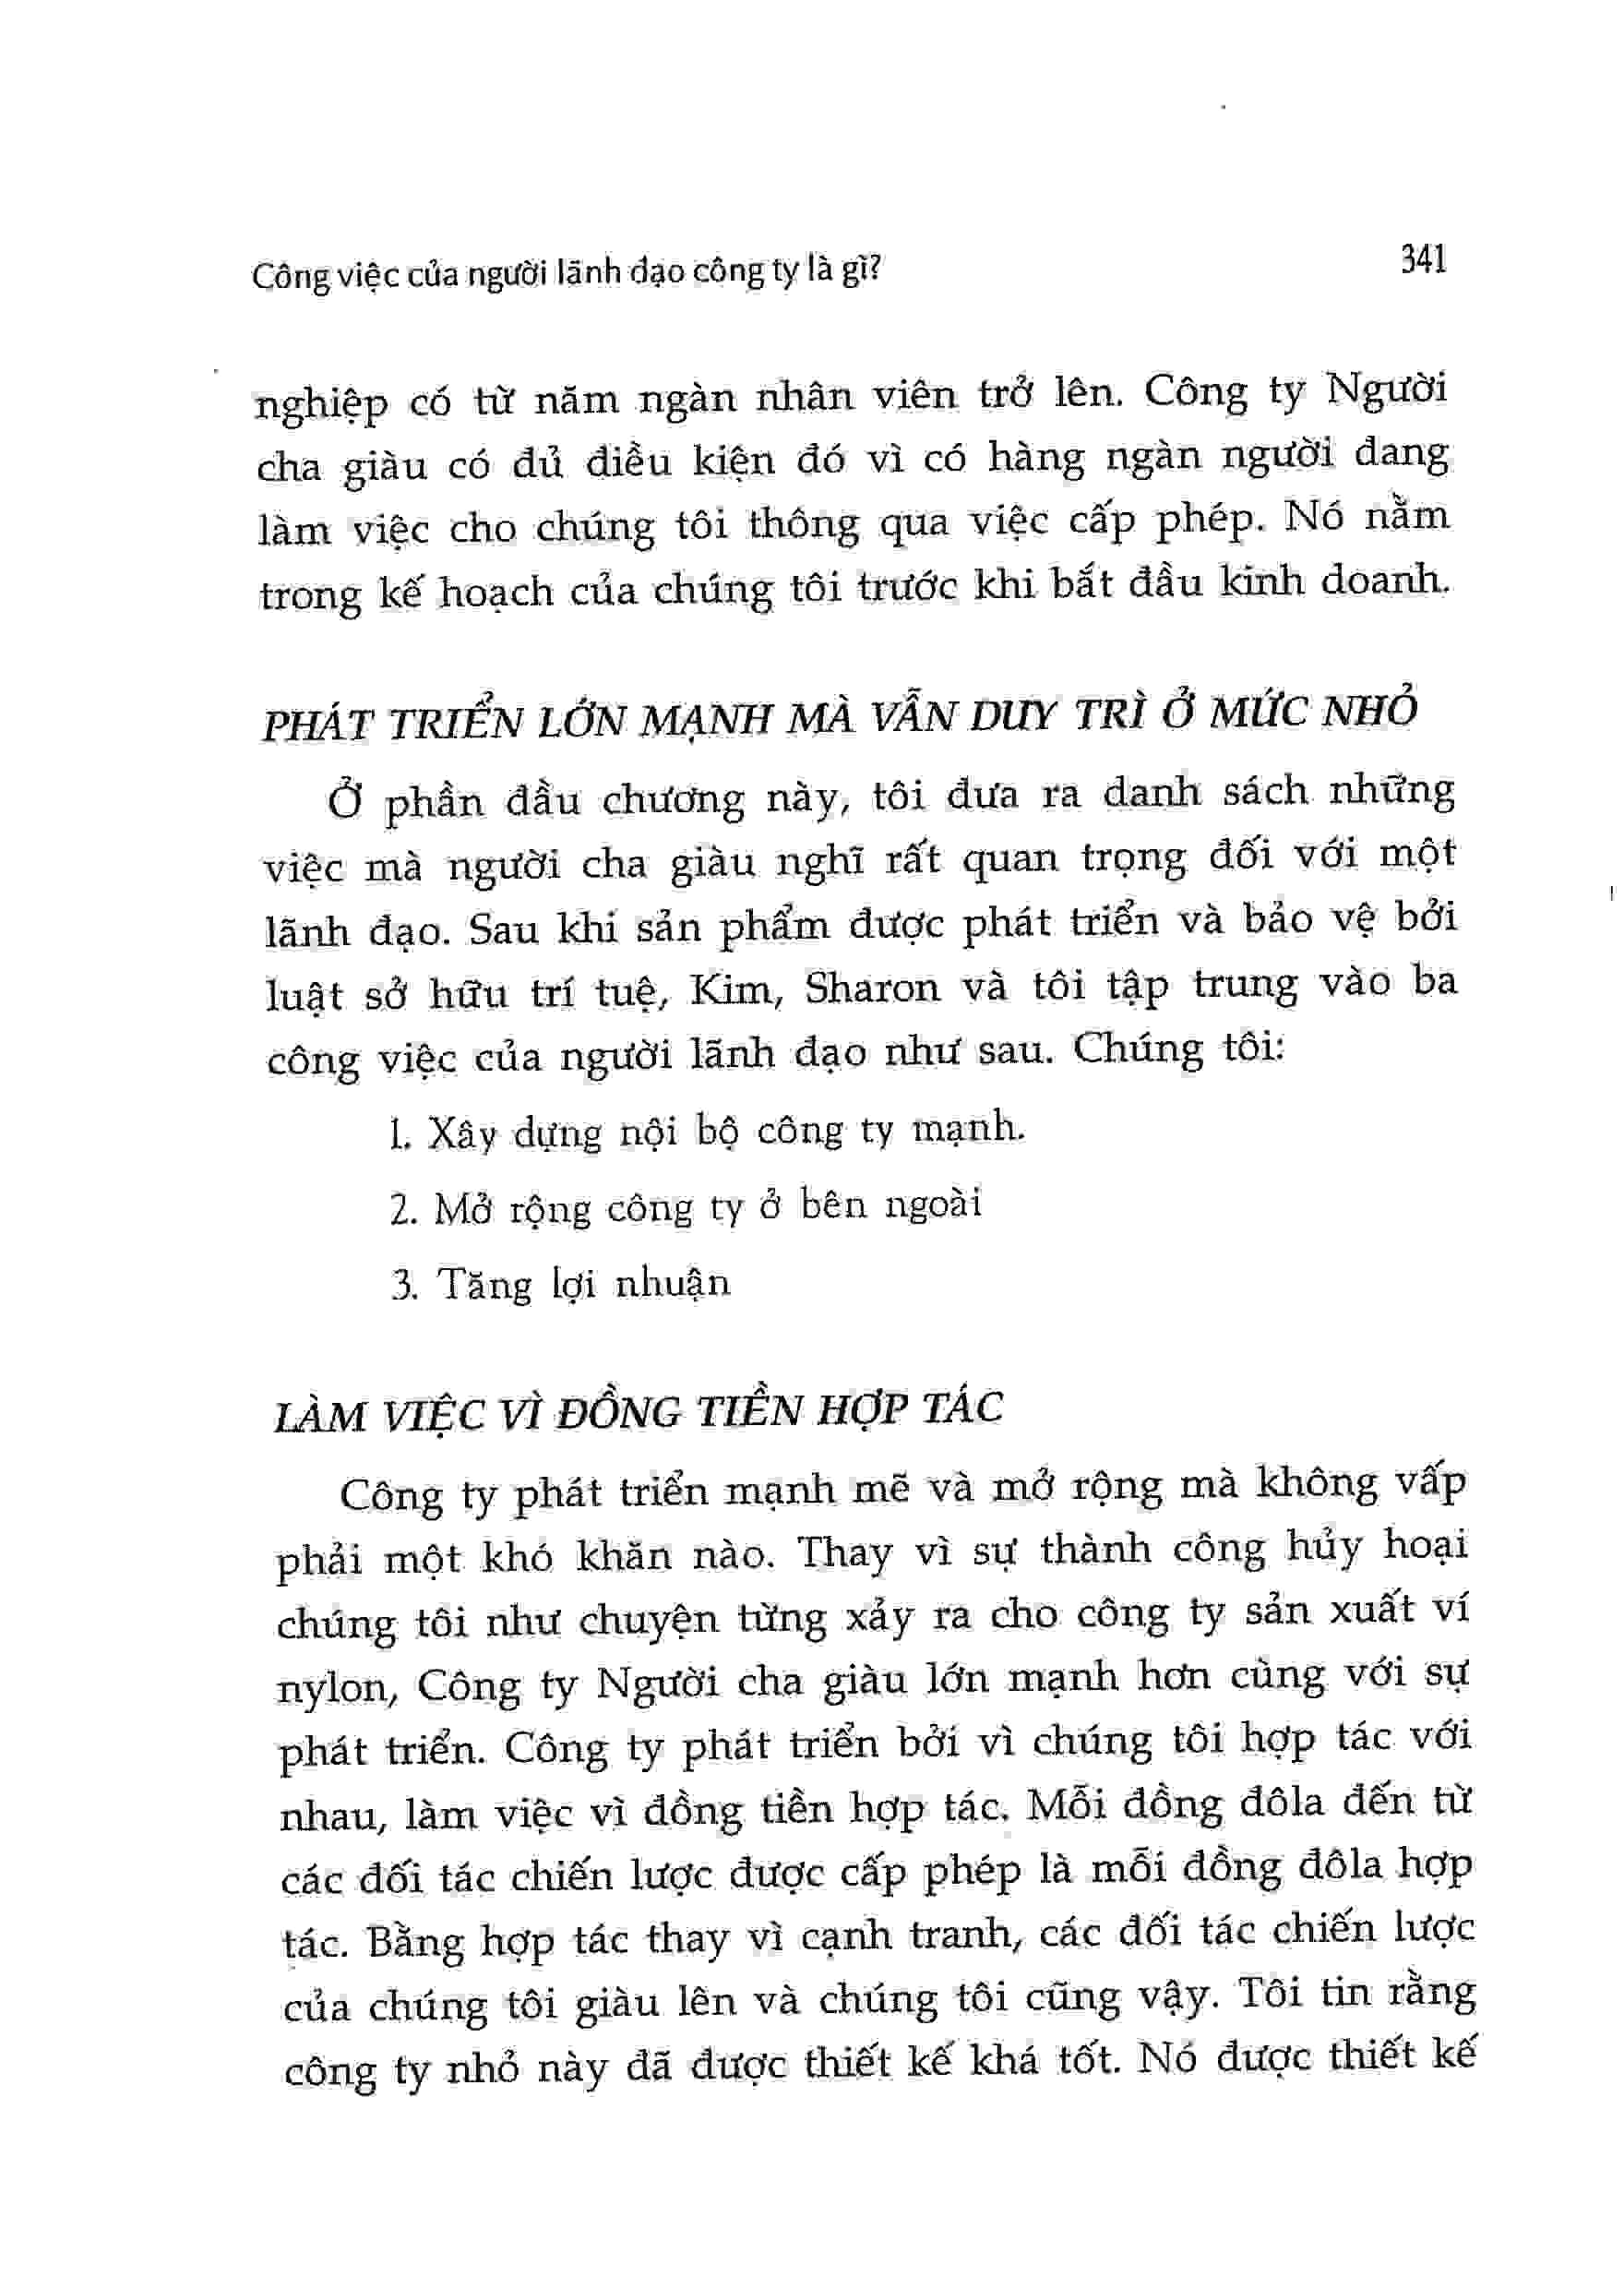 Công việc của người lãnh đạo công ty là gì?
341
nghiệp có từ năm ngàn nhân viên trở lên. Công ty Người
cha giàu có đủ điều kiện đó vì có hàng ngàn người đang
làm việc cho chúng tôi thông qua việc cấp phép. Nó nằm
trong kế hoạch của chúng tôi trước khi bắt đầu kinh doanh.
PHÁT TRIỂN LỚN MẠNH MÀ VẪN DUY TRÌ Ở MỨC NHỎ
Ở phần đầu chương này, tôi đưa ra danh sách những
việc mà người cha giàu nghĩ rất quan trọng đối với một
lãnh đạo. Sau khi sản phẩm được phát triển và bảo vệ bởi
luật sở hữu trí tuệ, Kim, Sharon và tôi tập trung vào ba
công việc của người lãnh đạo như sau. Chúng tôi:
1. Xây dựng nội bộ công ty mạnh.
2. Mở rộng công ty ở bên ngoài
3. Tăng lợi nhuận
LÀM VIỆC VÌ ĐỒNG TIỀN HỢP TÁC
Công ty phát triển mạnh mẽ và mở rộng mà không vấp
phải một khó khăn nào. Thay vì sự thành công hủy hoại
chúng tôi như chuyện từng xảy ra cho công ty sản xuất ví
nylon, Công ty Người cha giàu lớn mạnh hơn cùng với sự
phát triển. Công ty phát triển bởi vì chúng tôi hợp tác với
nhau, làm việc vì đồng tiền hợp tác. Mỗi đồng đôla đến từ
các đối tác chiến lược được cấp phép là mỗi đồng đôla hợp
tác. Bằng hợp tác thay vì cạnh tranh, các đối tác chiến lược
của chúng tôi giàu lên và chúng tôi cũng vậy. Tôi tin rằng
công ty nhỏ này đã được thiết kế khá tốt. Nó được thiết kế